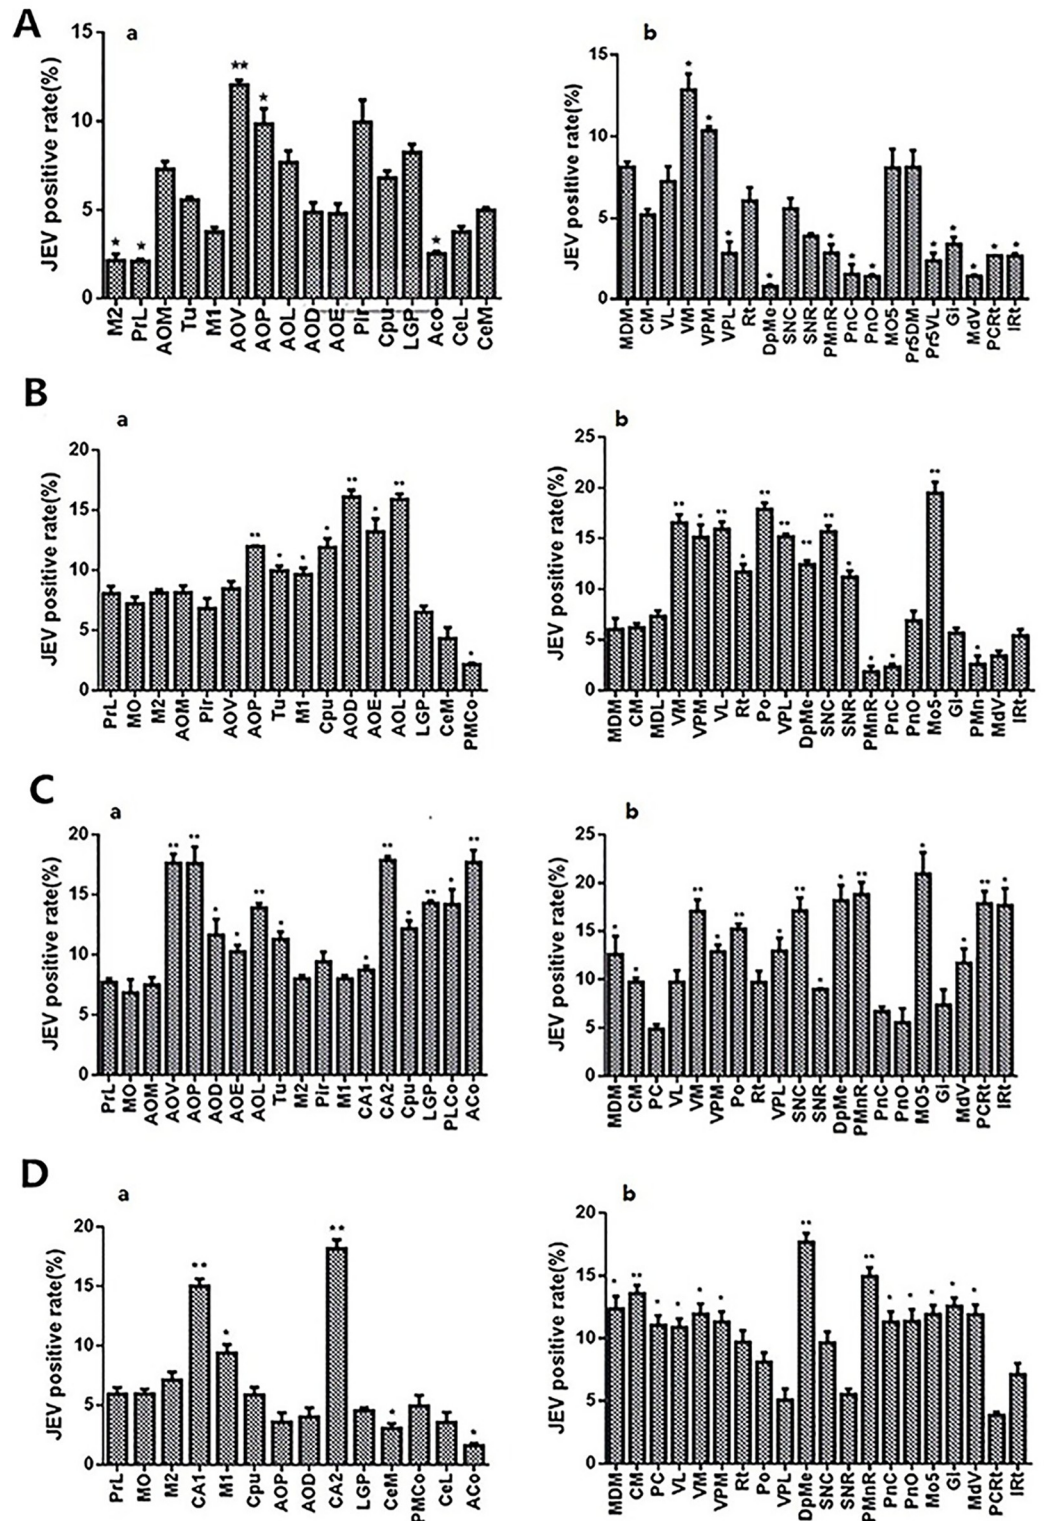 A
a
JEV positive rate(%)
15
10
5
0
★ ★ ★★ ★ ★
M2 PrL AOM Tu M1 AOV AOP AOL AOD AOE Pir Cpu LGP Aco CeL CeM
b
JEV positive rate(%)
15
10
5
0
* * * * * * * * * * * *
MDM CM VL VM VPM VPL Rt DpMe SNC SNR PMnR PnC PnO MO5 Pr5DM Pr5VL Gi MdV PCRt IRt
B
a
JEV positive rate(%)
20
15
10
5
0
** * * * ** * ** *
PrL MO M2 AOM Pir AOV AOP Tu M1 Cpu AOD AOE AOL LGP CeM PMCo
b
JEV positive rate(%)
25
20
15
10
5
0
** * ** * ** ** ** ** * * * ** *
MDM CM MDL VM VPM VL Rt Po VPL DpMe SNC SNR PMnR PnC PnO Mo5 Gi PMn MdV IRt
C
a
JEV positive rate(%)
20
15
10
5
0
** ** * * ** * * ** * ** * **
PrL MO AOM AOV AOP AOD AOE AOL Tu M2 Pir M1 CA1 CA2 Cpu LGP PLCo ACo
b
JEV positive rate(%)
25
20
15
10
5
0
* * ** * ** * ** * * ** * * ** *
MDM CM PC VL VM VPM Po Rt VPL SNC SNR DpMe PMnR PnC PnO MO5 Gi MdV PCRt IRt
D
a
JEV positive rate(%)
20
15
10
5
0
** * ** * *
PrL MO M2 CA1 M1 Cpu AOP AOD CA2 LGP CeM PMCo CeL ACo
b
JEV positive rate(%)
20
15
10
5
0
* ** * * * * ** ** * * * * *
MDM CM PC VL VM VPM Rt Po VPL DpMe SNC SNR PMnR PnC PnO Mo5 Gi MdV PCRt IRt